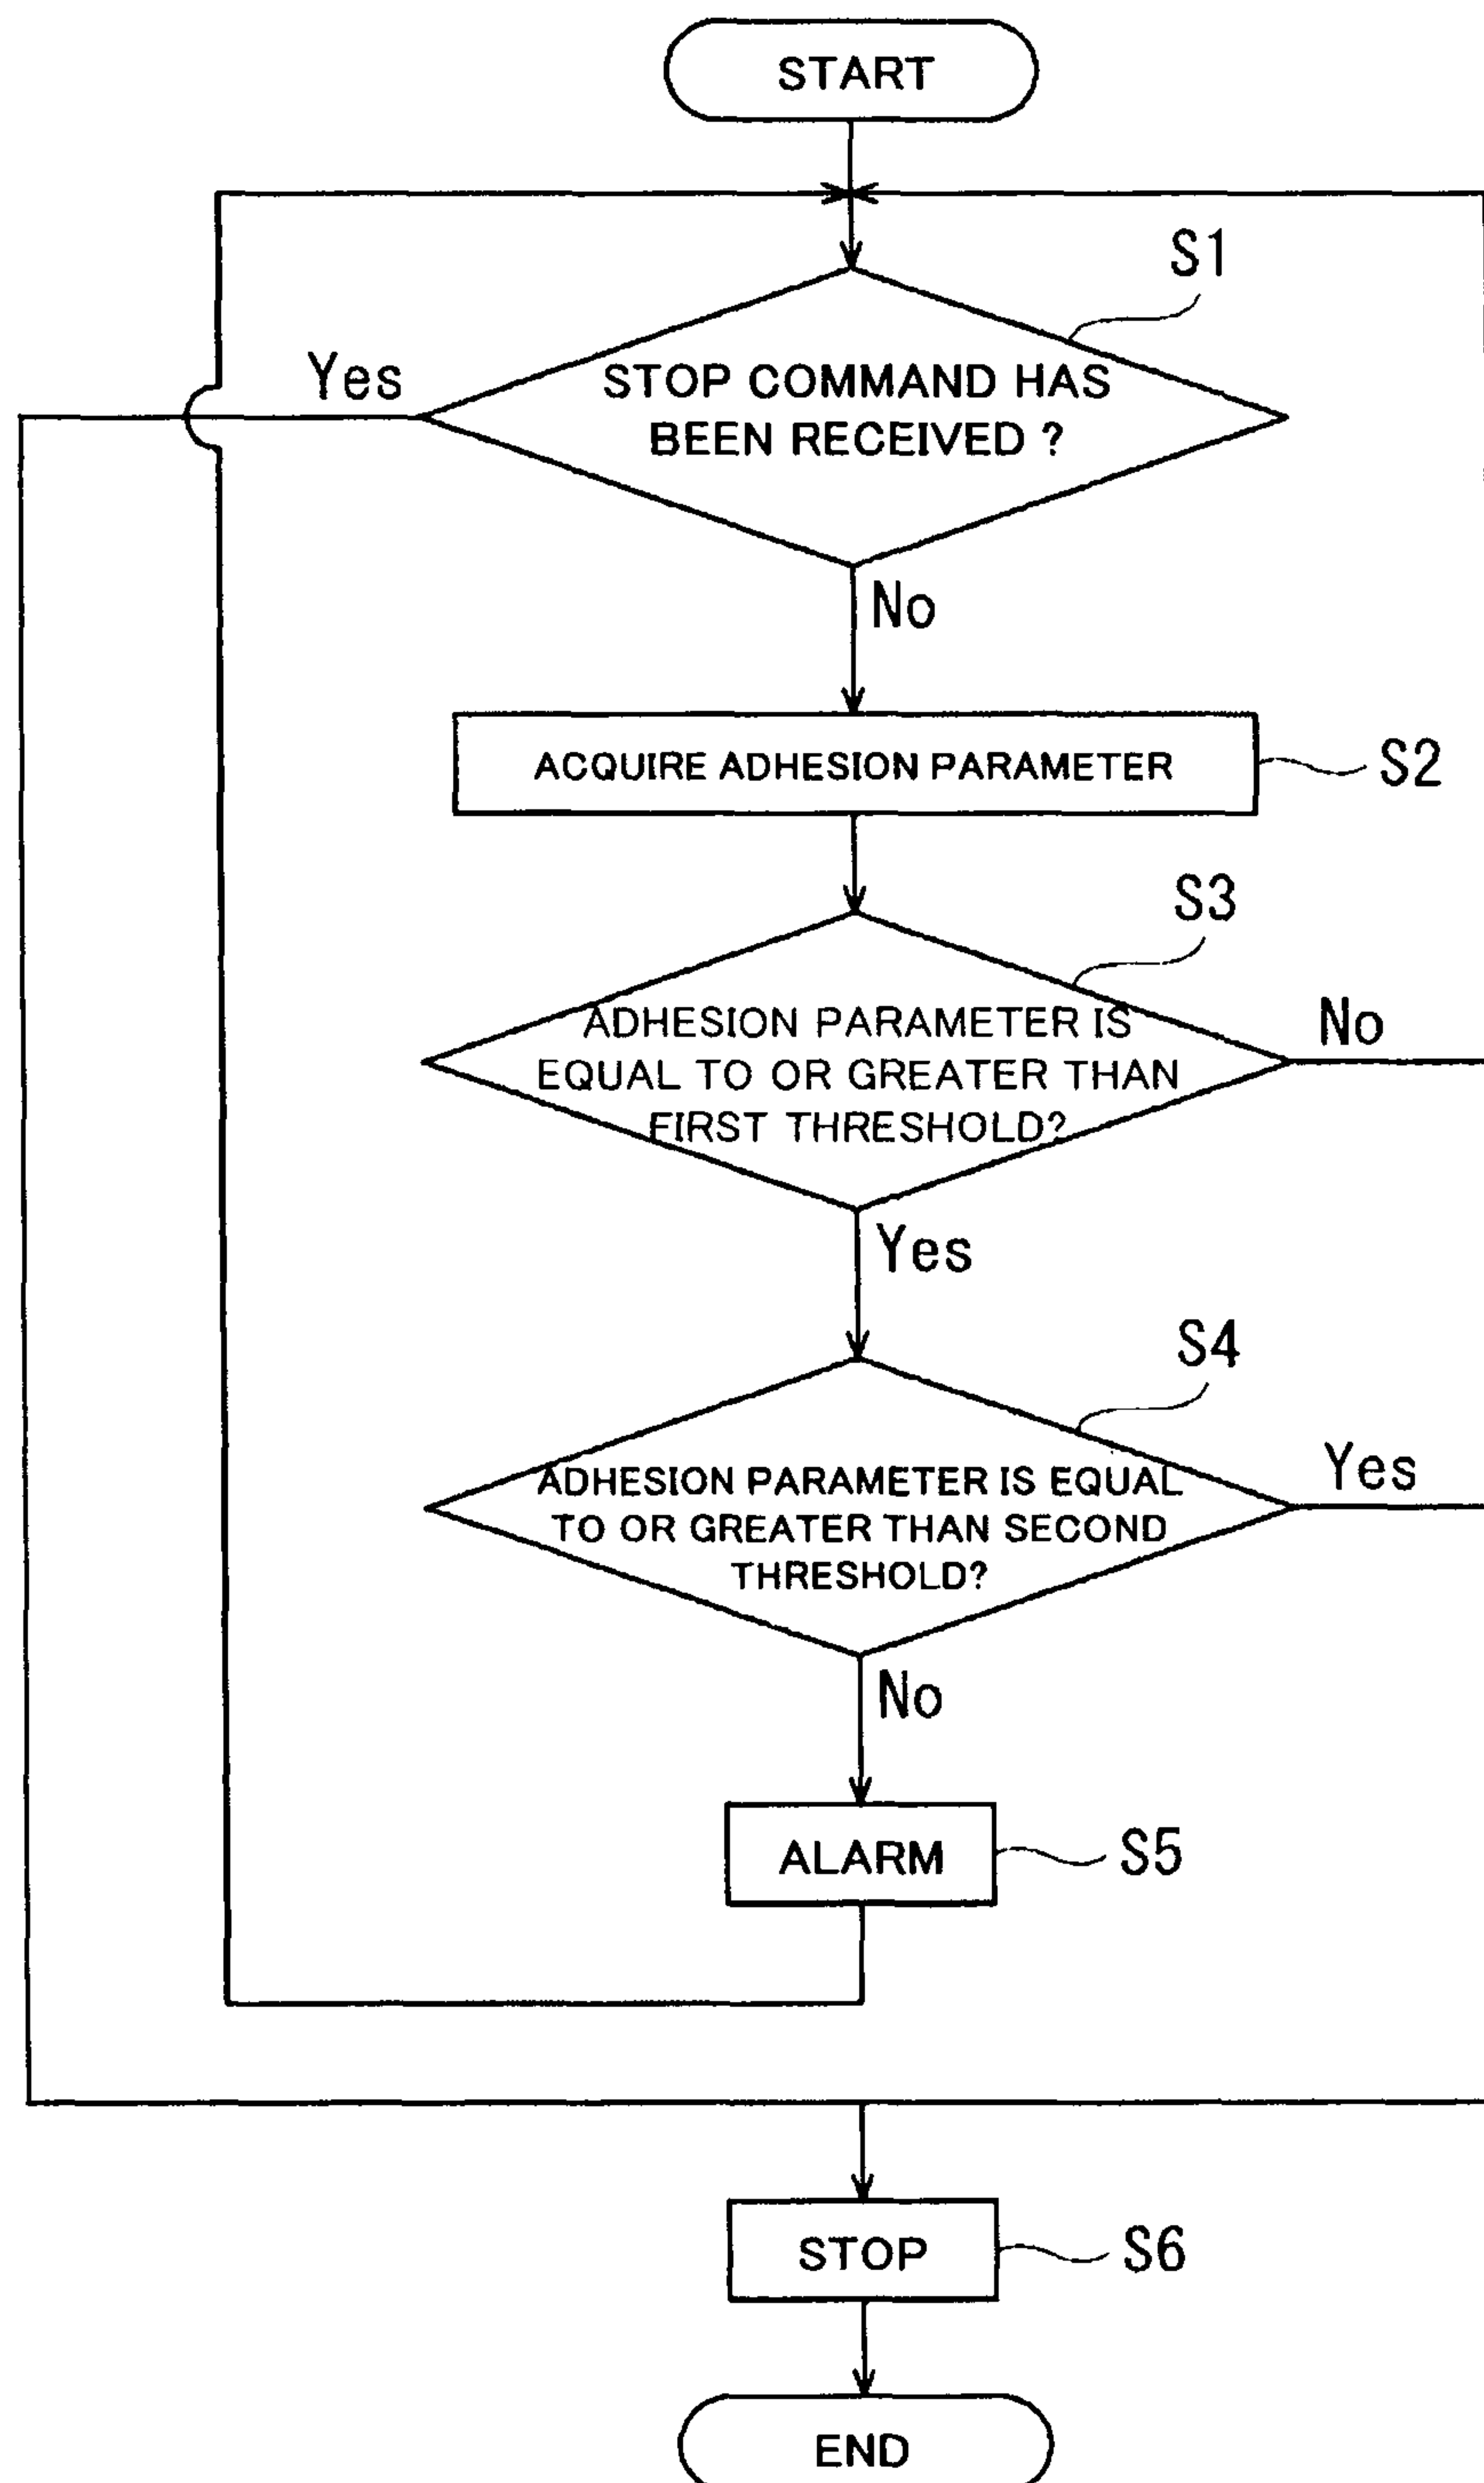 START
S1
Yes
STOP COMMAND HAS
BEEN RECEIVED ?
No
ACQUIRE ADHESION PARAMETER
S2
S3
ADHESION PARAMETER IS
EQUAL TO OR GREATER THAN
FIRST THRESHOLD?
No
Yes
S4
ADHESION PARAMETER IS EQUAL
TO OR GREATER THAN SECOND
THRESHOLD?
Yes
No
ALARM
S5
STOP
S6
END